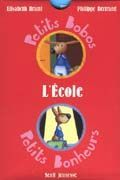 Elisabeth Brami Philippe Bertrand
Petits Bobos
L'École
Petits Bonheurs
Seuil Jeunesse